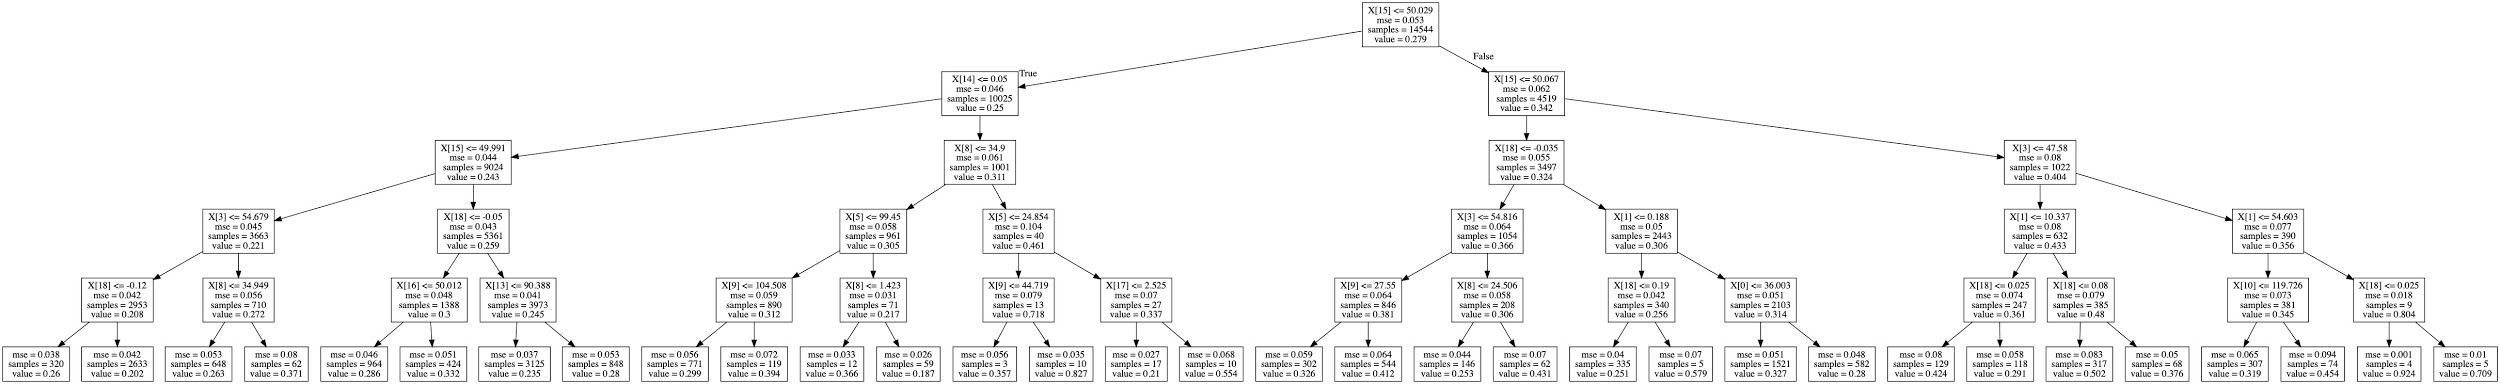 X[15] <= 50.029
mse = 0.053
samples = 14544
value = 0.279
True
False
X[14] <= 0.05
mse = 0.046
samples = 10025
value = 0.25
X[15] <= 50.067
mse = 0.062
samples = 4519
value = 0.342
X[15] <= 49.991
mse = 0.044
samples = 9024
value = 0.243
X[8] <= 34.9
mse = 0.061
samples = 1001
value = 0.311
X[18] <= -0.035
mse = 0.055
samples = 3497
value = 0.324
X[3] <= 47.58
mse = 0.08
samples = 1022
value = 0.404
X[3] <= 54.679
mse = 0.045
samples = 3663
value = 0.221
X[18] <= -0.05
mse = 0.043
samples = 5361
value = 0.259
X[5] <= 99.45
mse = 0.058
samples = 961
value = 0.305
X[5] <= 24.854
mse = 0.104
samples = 40
value = 0.461
X[3] <= 54.816
mse = 0.064
samples = 1054
value = 0.366
X[1] <= 0.188
mse = 0.05
samples = 2443
value = 0.306
X[1] <= 10.337
mse = 0.08
samples = 632
value = 0.433
X[1] <= 54.603
mse = 0.077
samples = 390
value = 0.356
X[18] <= -0.12
mse = 0.042
samples = 2953
value = 0.208
X[8] <= 34.949
mse = 0.056
samples = 710
value = 0.272
X[16] <= 50.012
mse = 0.048
samples = 1388
value = 0.3
X[13] <= 90.388
mse = 0.041
samples = 3973
value = 0.245
X[9] <= 104.508
mse = 0.059
samples = 890
value = 0.312
X[8] <= 1.423
mse = 0.031
samples = 71
value = 0.217
X[9] <= 44.719
mse = 0.079
samples = 13
value = 0.718
X[17] <= 2.525
mse = 0.07
samples = 27
value = 0.337
X[9] <= 27.55
mse = 0.064
samples = 846
value = 0.381
X[8] <= 24.506
mse = 0.058
samples = 208
value = 0.306
X[18] <= 0.19
mse = 0.042
samples = 340
value = 0.256
X[0] <= 36.003
mse = 0.051
samples = 2103
value = 0.314
X[18] <= 0.025
mse = 0.074
samples = 247
value = 0.361
X[18] <= 0.08
mse = 0.079
samples = 385
value = 0.48
X[10] <= 119.726
mse = 0.073
samples = 381
value = 0.345
X[18] <= 0.025
mse = 0.018
samples = 9
value = 0.804
mse = 0.038
samples = 320
value = 0.26
mse = 0.042
samples = 2633
value = 0.202
mse = 0.053
samples = 648
value = 0.263
mse = 0.08
samples = 62
value = 0.371
mse = 0.046
samples = 964
value = 0.286
mse = 0.051
samples = 424
value = 0.332
mse = 0.037
samples = 3125
value = 0.235
mse = 0.053
samples = 848
value = 0.28
mse = 0.056
samples = 771
value = 0.299
mse = 0.072
samples = 119
value = 0.394
mse = 0.033
samples = 12
value = 0.366
mse = 0.026
samples = 59
value = 0.187
mse = 0.056
samples = 3
value = 0.357
mse = 0.035
samples = 10
value = 0.827
mse = 0.027
samples = 17
value = 0.21
mse = 0.068
samples = 10
value = 0.554
mse = 0.059
samples = 302
value = 0.326
mse = 0.064
samples = 544
value = 0.412
mse = 0.044
samples = 146
value = 0.253
mse = 0.07
samples = 62
value = 0.431
mse = 0.04
samples = 335
value = 0.251
mse = 0.07
samples = 5
value = 0.579
mse = 0.051
samples = 1521
value = 0.327
mse = 0.048
samples = 582
value = 0.28
mse = 0.08
samples = 129
value = 0.424
mse = 0.058
samples = 118
value = 0.291
mse = 0.083
samples = 317
value = 0.502
mse = 0.05
samples = 68
value = 0.376
mse = 0.065
samples = 307
value = 0.319
mse = 0.094
samples = 74
value = 0.454
mse = 0.001
samples = 4
value = 0.924
mse = 0.01
samples = 5
value = 0.709